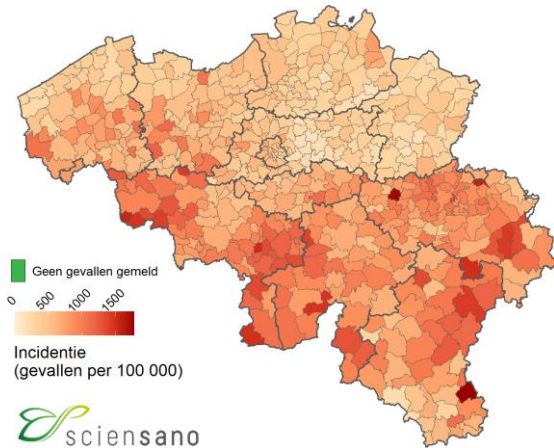 Geen gevallen gemeld
0
500
1000
1500
Incidentie
(gevallen per 100 000)
sciensano